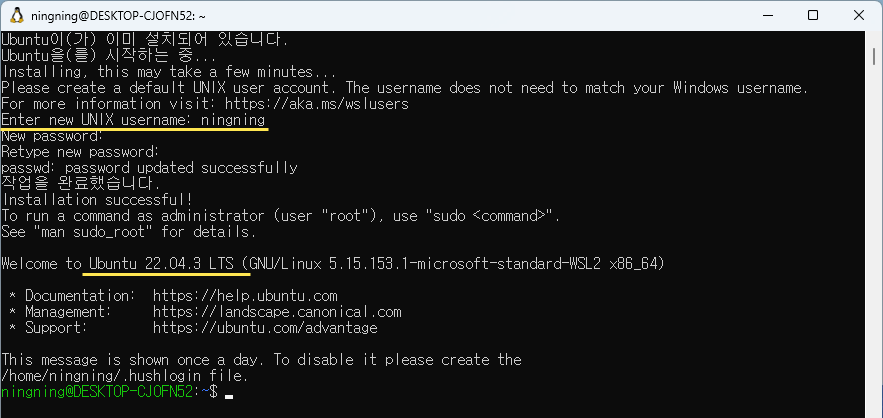 ningning@DESKTOP-CJOFN52: ~
Ubuntu이(가) 이미 설치되어 있습니다.
Ubuntu을(를) 시작하는 중...
Installing, this may take a few minutes...
Please create a default UNIX user account. The username does not need to match your Windows username.
For more information visit: https://aka.ms/wslusers
Enter new UNIX username: ningning
New password:
Retype new password:
passwd: password updated successfully
작업을 완료했습니다.
Installation successful!
To run a command as administrator (user "root"), use "sudo <command>".
See "man sudo_root" for details.
Welcome to Ubuntu 22.04.3 LTS (GNU/Linux 5.15.153.1-microsoft-standard-WSL2 x86_64)
* Documentation:  https://help.ubuntu.com
* Management:     https://landscape.canonical.com
* Support:        https://ubuntu.com/advantage
This message is shown once a day. To disable it please create the
/home/ningning/.hushlogin file.
ningning@DESKTOP-CJOFN52:~$